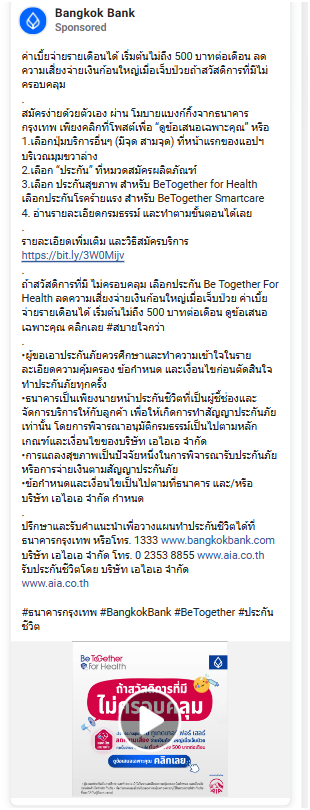 Bangkok Bank
Sponsored
ค่าเบี้ยจ่ายรายเดือนได้ เริ่มต้นไม่ถึง 500 บาทต่อเดือน ลด
ความเสี่ยงจ่ายเงินก้อนใหญ่เมื่อเจ็บป่วยถ้าสวัสดิการที่มีไม่
ครอบคลุม
.
สมัครง่ายด้วยตัวเอง ผ่าน โมบายแบงก์กิ้งจากธนาคาร
กรุงเทพ เพียงคลิกที่โพสต์เพื่อ "ดูข้อเสนอเฉพาะคุณ" หรือ
1.เลือกปุ่มบริการอื่นๆ (มีจุด สามจุด) ที่หน้าแรกของแอปฯ
บริเวณมุมขวาล่าง
2.เลือก "ประกัน" ที่หมวดสมัครผลิตภัณฑ์
3.เลือก ประกันสุขภาพ สำหรับ BeTogether for Health
เลือกประกันโรคร้ายแรง สำหรับ BeTogether Smartcare
4. อ่านรายละเอียดกรมธรรม์ และทำตามขั้นตอนได้เลย
.
รายละเอียดเพิ่มเติม และวิธีสมัครบริการ
https://bit.ly/3W0Mijv
.
ถ้าสวัสดิการที่มี ไม่ครอบคลุม เลือกประกัน Be Together For
Health ลดความเสี่ยงจ่ายเงินก้อนใหญ่เมื่อเจ็บป่วย ค่าเบี้ย
จ่ายรายเดือนได้ เริ่มต้นไม่ถึง 500 บาทต่อเดือน ดูข้อเสนอ
เฉพาะคุณ คลิกเลย #สบายใจกว่า
.
•ผู้ขอเอาประกันภัยควรศึกษาและทำความเข้าใจในราย
ละเอียดความคุ้มครอง ข้อกำหนด และเงื่อนไขก่อนตัดสินใจ
ทำประกันภัยทุกครั้ง
•ธนาคารเป็นเพียงนายหน้าประกันชีวิตที่เป็นผู้ชี้ช่องและ
จัดการบริการให้กับลูกค้า เพื่อให้เกิดการทำสัญญาประกันภัย
เท่านั้น โดยการพิจารณาอนุมัติกรมธรรม์เป็นไปตามหลัก
เกณฑ์และเงื่อนไขของบริษัท เอไอเอ จำกัด
•การแถลงสุขภาพเป็นปัจจัยหนึ่งในการพิจารณารับประกันภัย
หรือการจ่ายเงินตามสัญญาประกันภัย
•ข้อกำหนดและเงื่อนไขเป็นไปตามที่ธนาคาร และ/หรือ
บริษัท เอไอเอ จำกัด กำหนด
.
ปรึกษาและรับคำแนะนำเพื่อวางแผนทำประกันชีวิตได้ที่
ธนาคารกรุงเทพ หรือโทร. 1333 www.bangkokbank.com
บริษัท เอไอเอ จำกัด โทร. 0 2353 8855 www.aia.co.th
รับประกันชีวิตโดย บริษัท เอไอเอ จำกัด
www.aia.co.th
#ธนาคารกรุงเทพ #BangkokBank #BeTogether #ประกัน
ชีวิต
BeTogether
for Health
ถ้าสวัสดิการที่มี
ไม่ครอบคลุม
500 บาทต่อเดือน
ดูข้อเสนอเฉพาะคุณ คลิกเลย
AIA